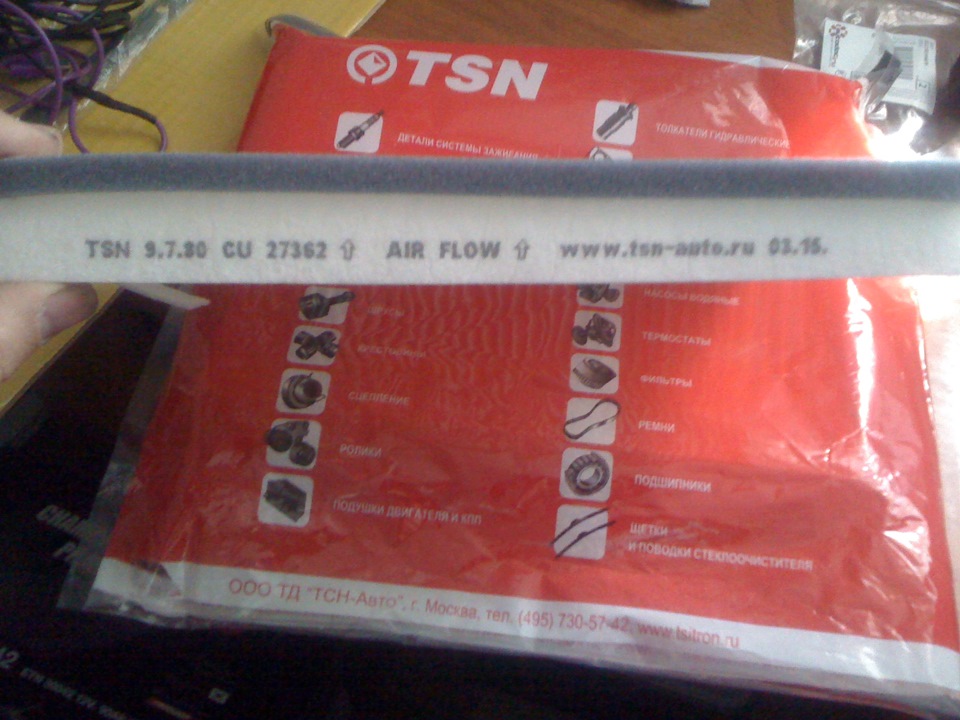 TSN
ДЕТАЛИ СИСТЕМЫ ЗАЖИГАНИЯ
ТОЛКАТЕЛИ ГИДРАВЛИЧЕСКИЕ
TSN 9.7.80 CU 27362 ⇧ AIR FLOW ⇧ www.tsn-auto.ru 03.15.
НАСОСЫ ВОДЯНЫЕ
КРЕСТОВИНЫ
ТЕРМОСТАТЫ
СЦЕПЛЕНИЕ
ФИЛЬТРЫ
РОЛИКИ
РЕМНИ
ПОДУШКИ ДВИГАТЕЛЯ И КПП
ПОДШИПНИКИ
ЩЕТКИ
И ПОВОДКИ СТЕКЛООЧИСТИТЕЛЯ
ООО ТД "ТСН-Авто", г. Москва, тел. (495) 730-57-42, www.tsitron.ru